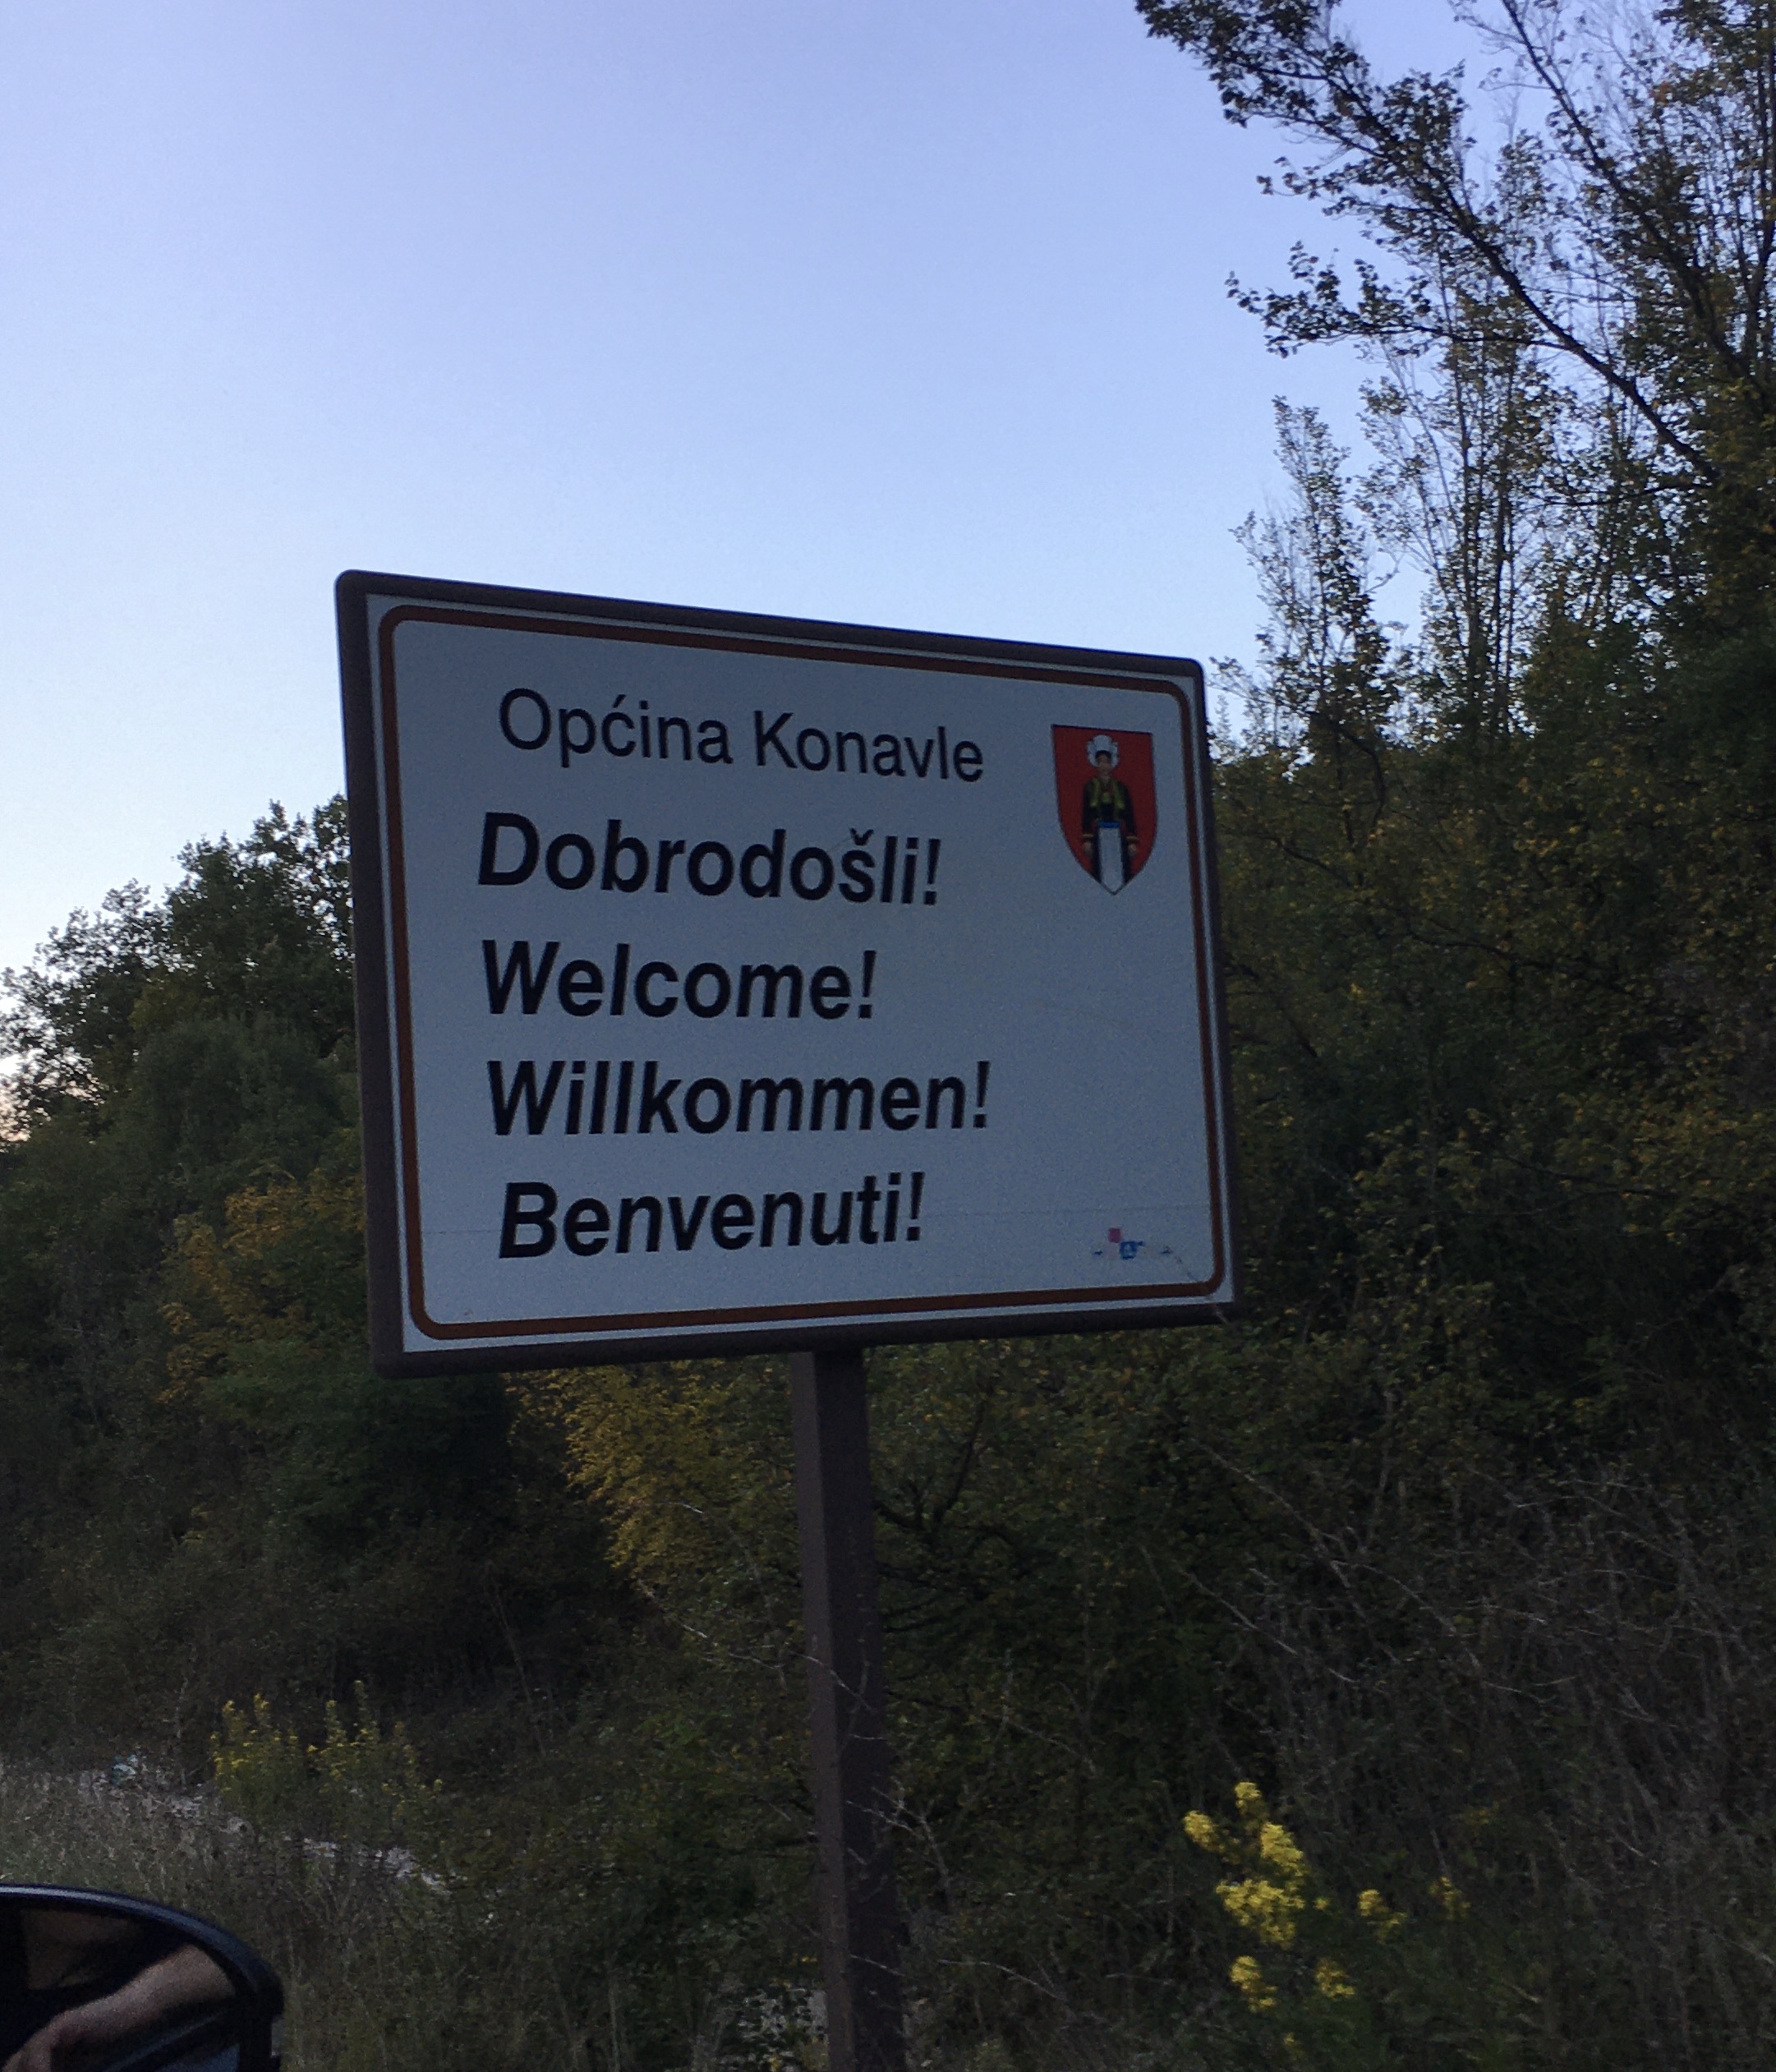 Općina Konavle
Dobrodošli!
Welcome!
Willkommen!
Benvenuti!